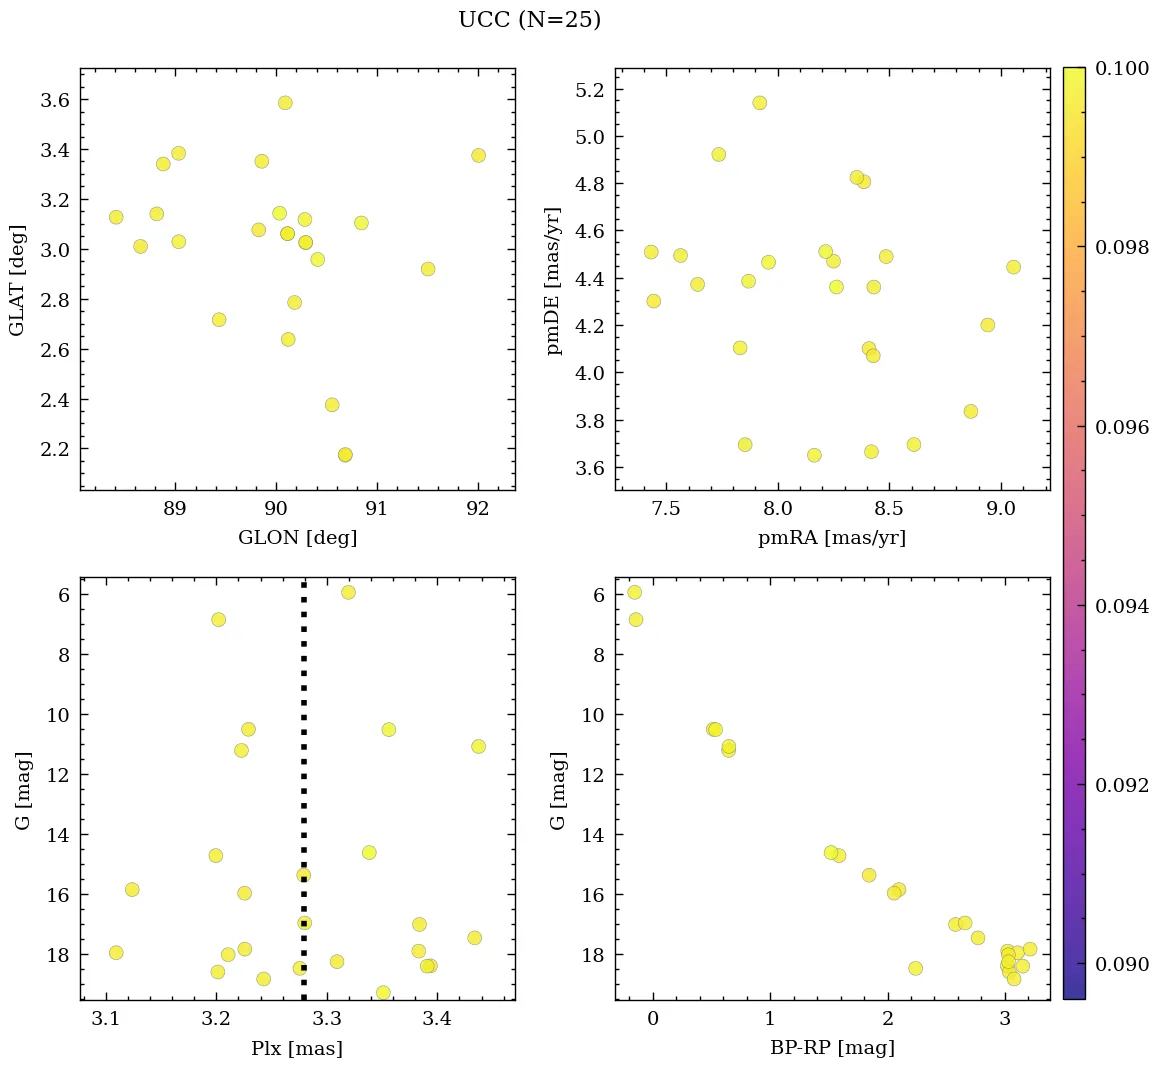 UCC (N=25)
3.6
3.4
3.2
3.0
2.8
2.6
2.4
2.2
GLAT [deg]
89 90 91 92
GLON [deg]
5.2
5.0
4.8
4.6
4.4
4.2
4.0
3.8
3.6
pmDE [mas/yr]
7.5 8.0 8.5 9.0
pmRA [mas/yr]
6
8
10
12
14
16
18
G [mag]
3.1 3.2 3.3 3.4
Plx [mas]
6
8
10
12
14
16
18
G [mag]
0 1 2 3
BP-RP [mag]
0.100
0.098
0.096
0.094
0.092
0.090